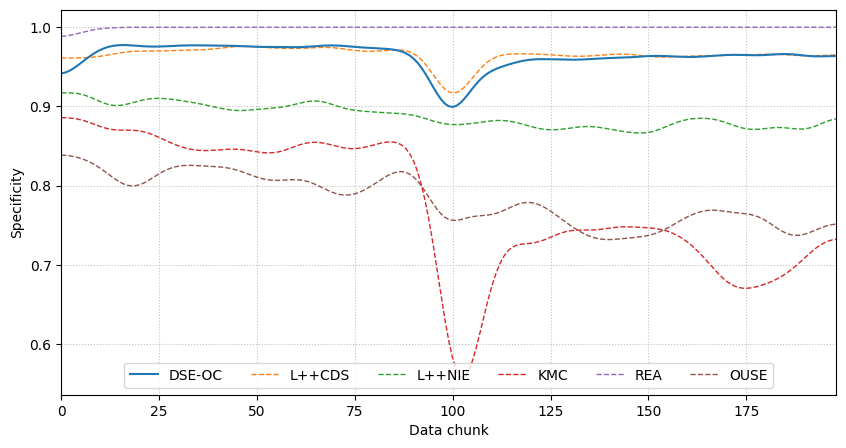 1.0
0.9
0.8
0.7
0.6
Specificity
DSE-OC L++CDS L++NIE KMC REA OUSE
0 25 50 75 100 125 150 175
Data chunk